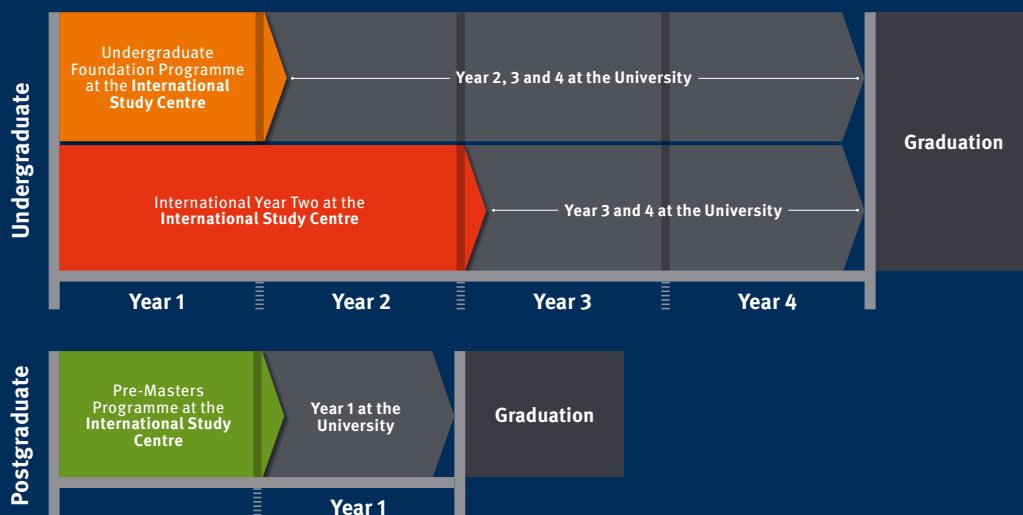 Undergraduate
Undergraduate
Foundation Programme
at the International
Study Centre
Year 2, 3 and 4 at the University
International Year Two at the
International Study Centre
Year 3 and 4 at the University
Graduation
Year 1
Year 2
Year 3
Year 4
Postgraduate
Pre-Masters
Programme at the
International Study
Centre
Year 1 at the
University
Graduation
Year 1